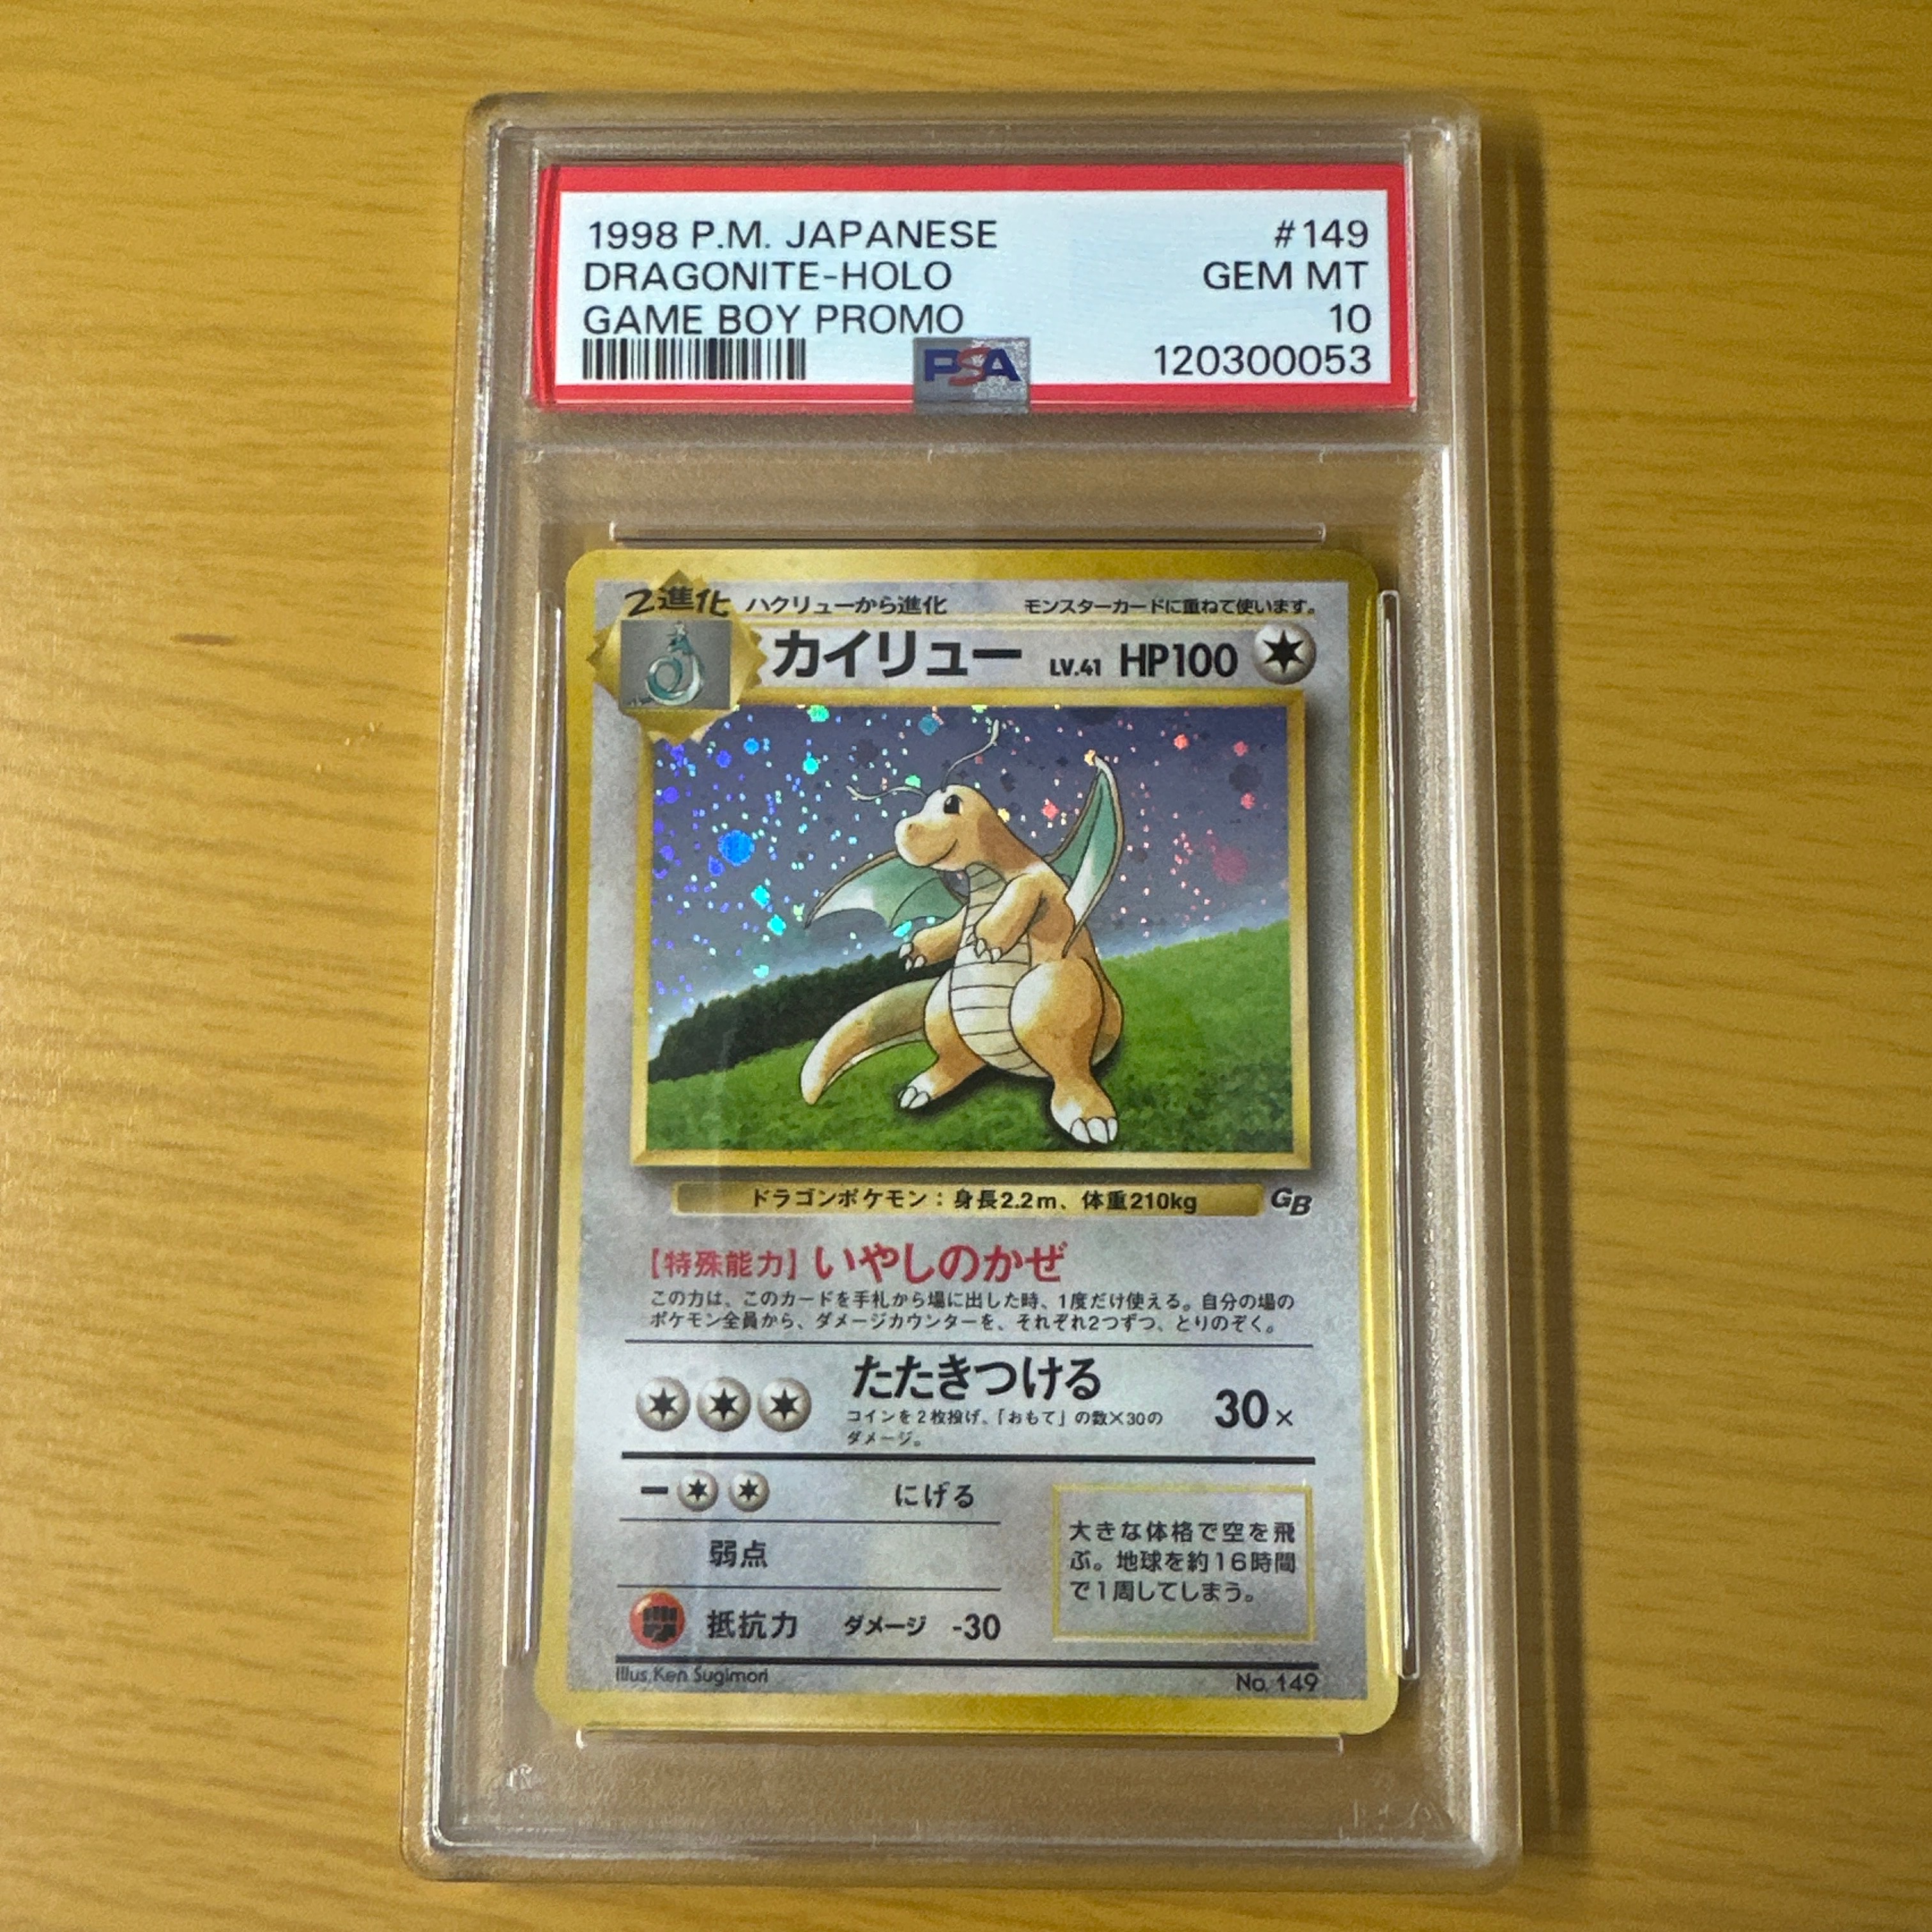 1998 P.M. JAPANESE #149
DRAGONITE-HOLO GEM MT
GAME BOY PROMO 10
PSA 120300053
2進化 ハクリューから進化 モンスターカードに重ねて使います。
カイリュー LV.41 HP100
ドラゴンポケモン：身長2.2m、体重210kg GB
【特殊能力】いやしのかぜ
この力は、このカードを手札から場に出した時、1度だけ使える。自分の場の
ポケモン全員から、ダメージカウンターを、それぞれ2つずつ、とりのぞく。
たたきつける 30×
コインを2枚投げ、「おもて」の数×30の
ダメージ。
にげる
弱点
抵抗力 ダメージ -30
大きな体格で空を飛
ぶ。地球を約16時間
で1周してしまう。
Illus. Ken Sugimori No. 149